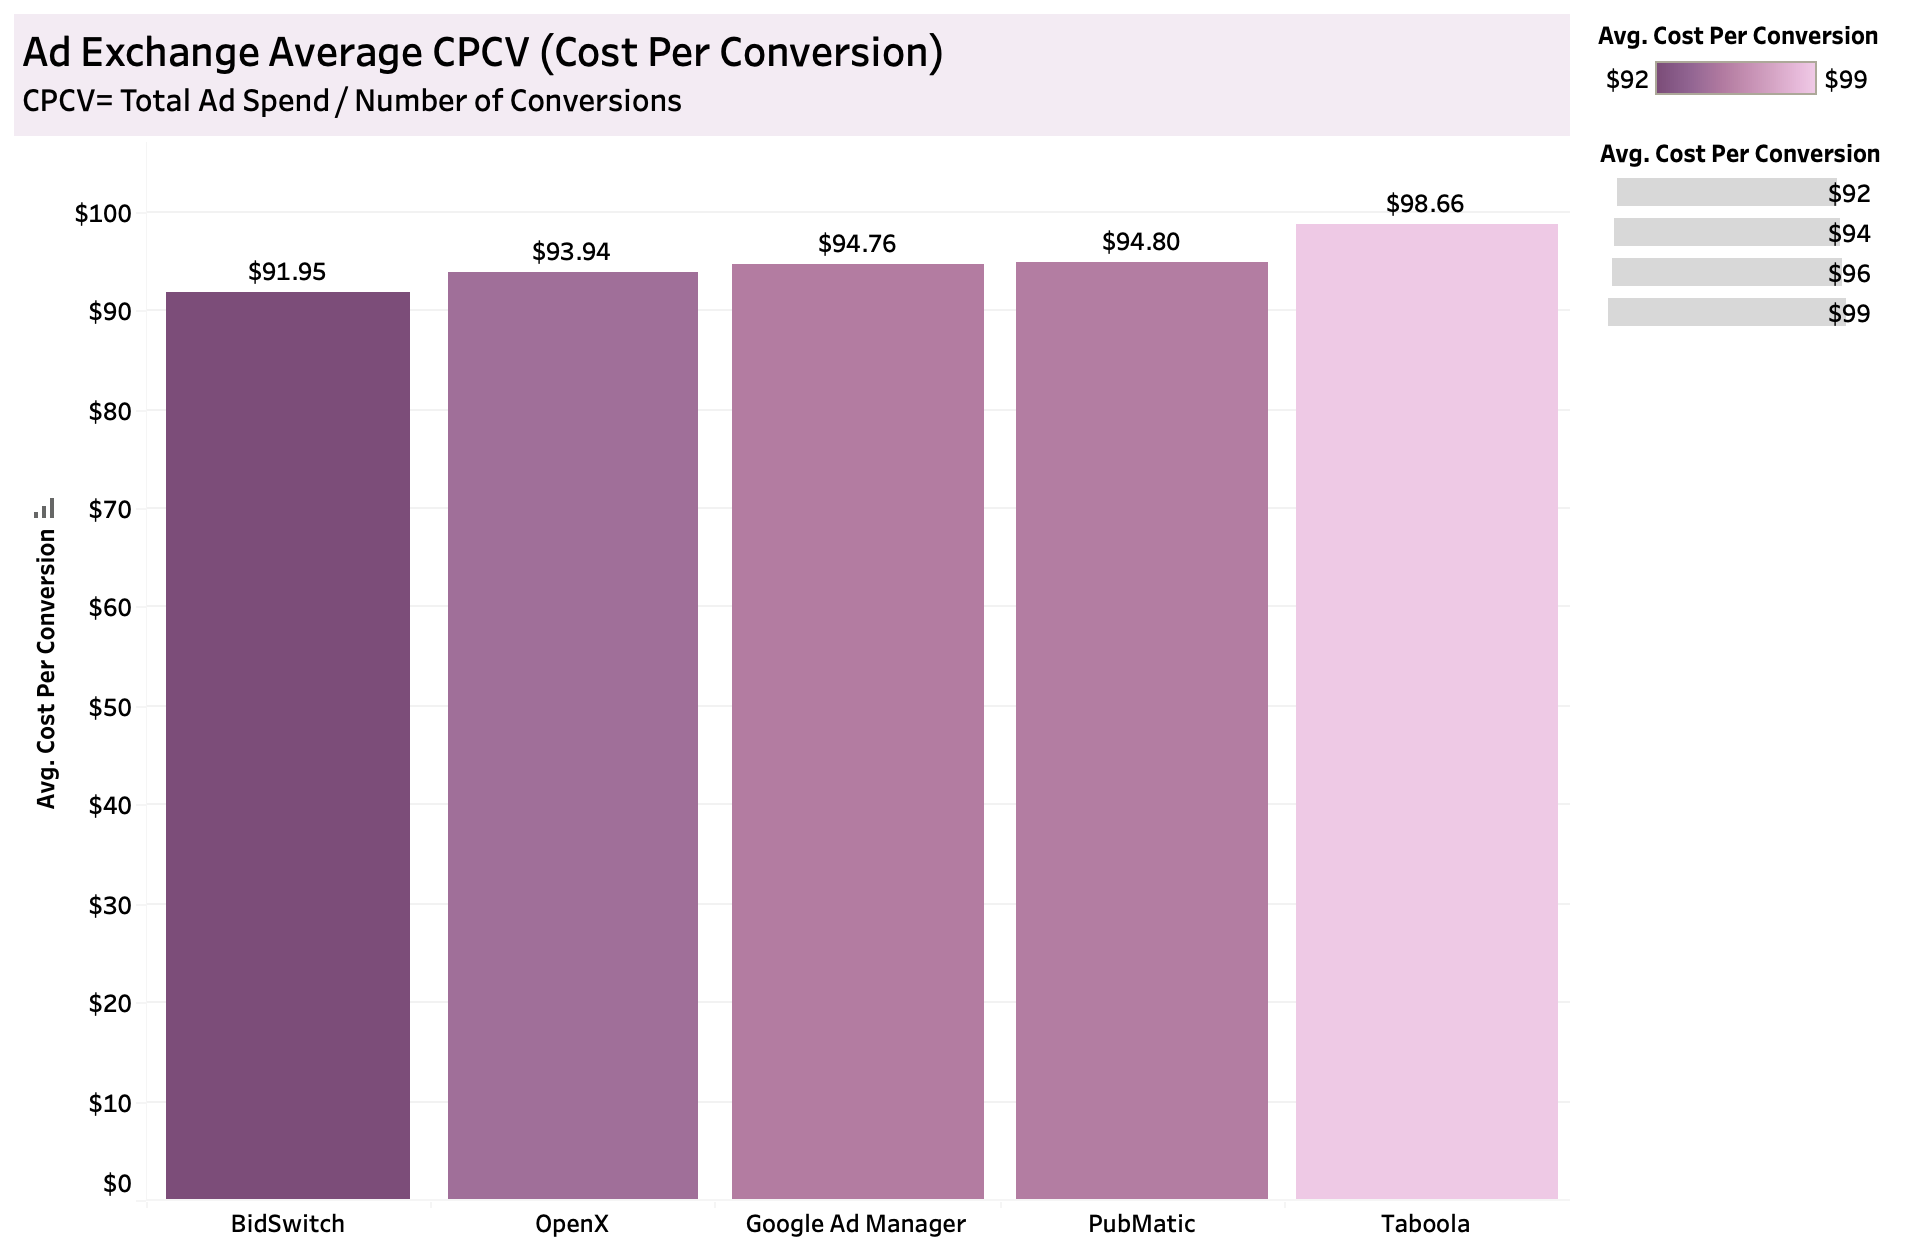 Ad Exchange Average CPCV (Cost Per Conversion)
CPCV= Total Ad Spend / Number of Conversions
Avg. Cost Per Conversion
$92 $99
Avg. Cost Per Conversion
$92
$94
$96
$99
Avg. Cost Per Conversion
$100
$90
$80
$70
$60
$50
$40
$30
$20
$10
$0
$91.95
$93.94
$94.76
$94.80
$98.66
BidSwitch
OpenX
Google Ad Manager
PubMatic
Taboola